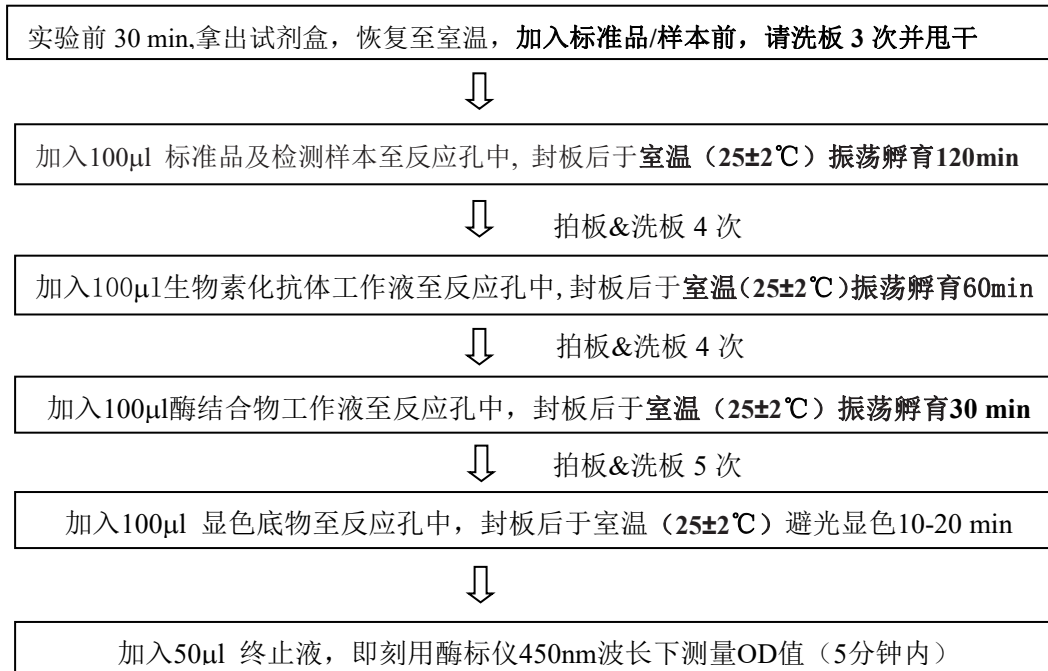 实验前 30 min,拿出试剂盒，恢复至室温，加入标准品/样本前，请洗板 3 次并甩干
加入100μl 标准品及检测样本至反应孔中, 封板后于室温（25±2℃）振荡孵育120min
拍板&洗板 4 次
加入100μl生物素化抗体工作液至反应孔中,封板后于室温(25±2℃)振荡孵育60min
拍板&洗板 4 次
加入100μl酶结合物工作液至反应孔中，封板后于室温（25±2℃）振荡孵育30 min
拍板&洗板 5 次
加入100μl 显色底物至反应孔中，封板后于室温（25±2℃）避光显色10-20 min
加入50μl 终止液，即刻用酶标仪450nm波长下测量OD值（5分钟内）